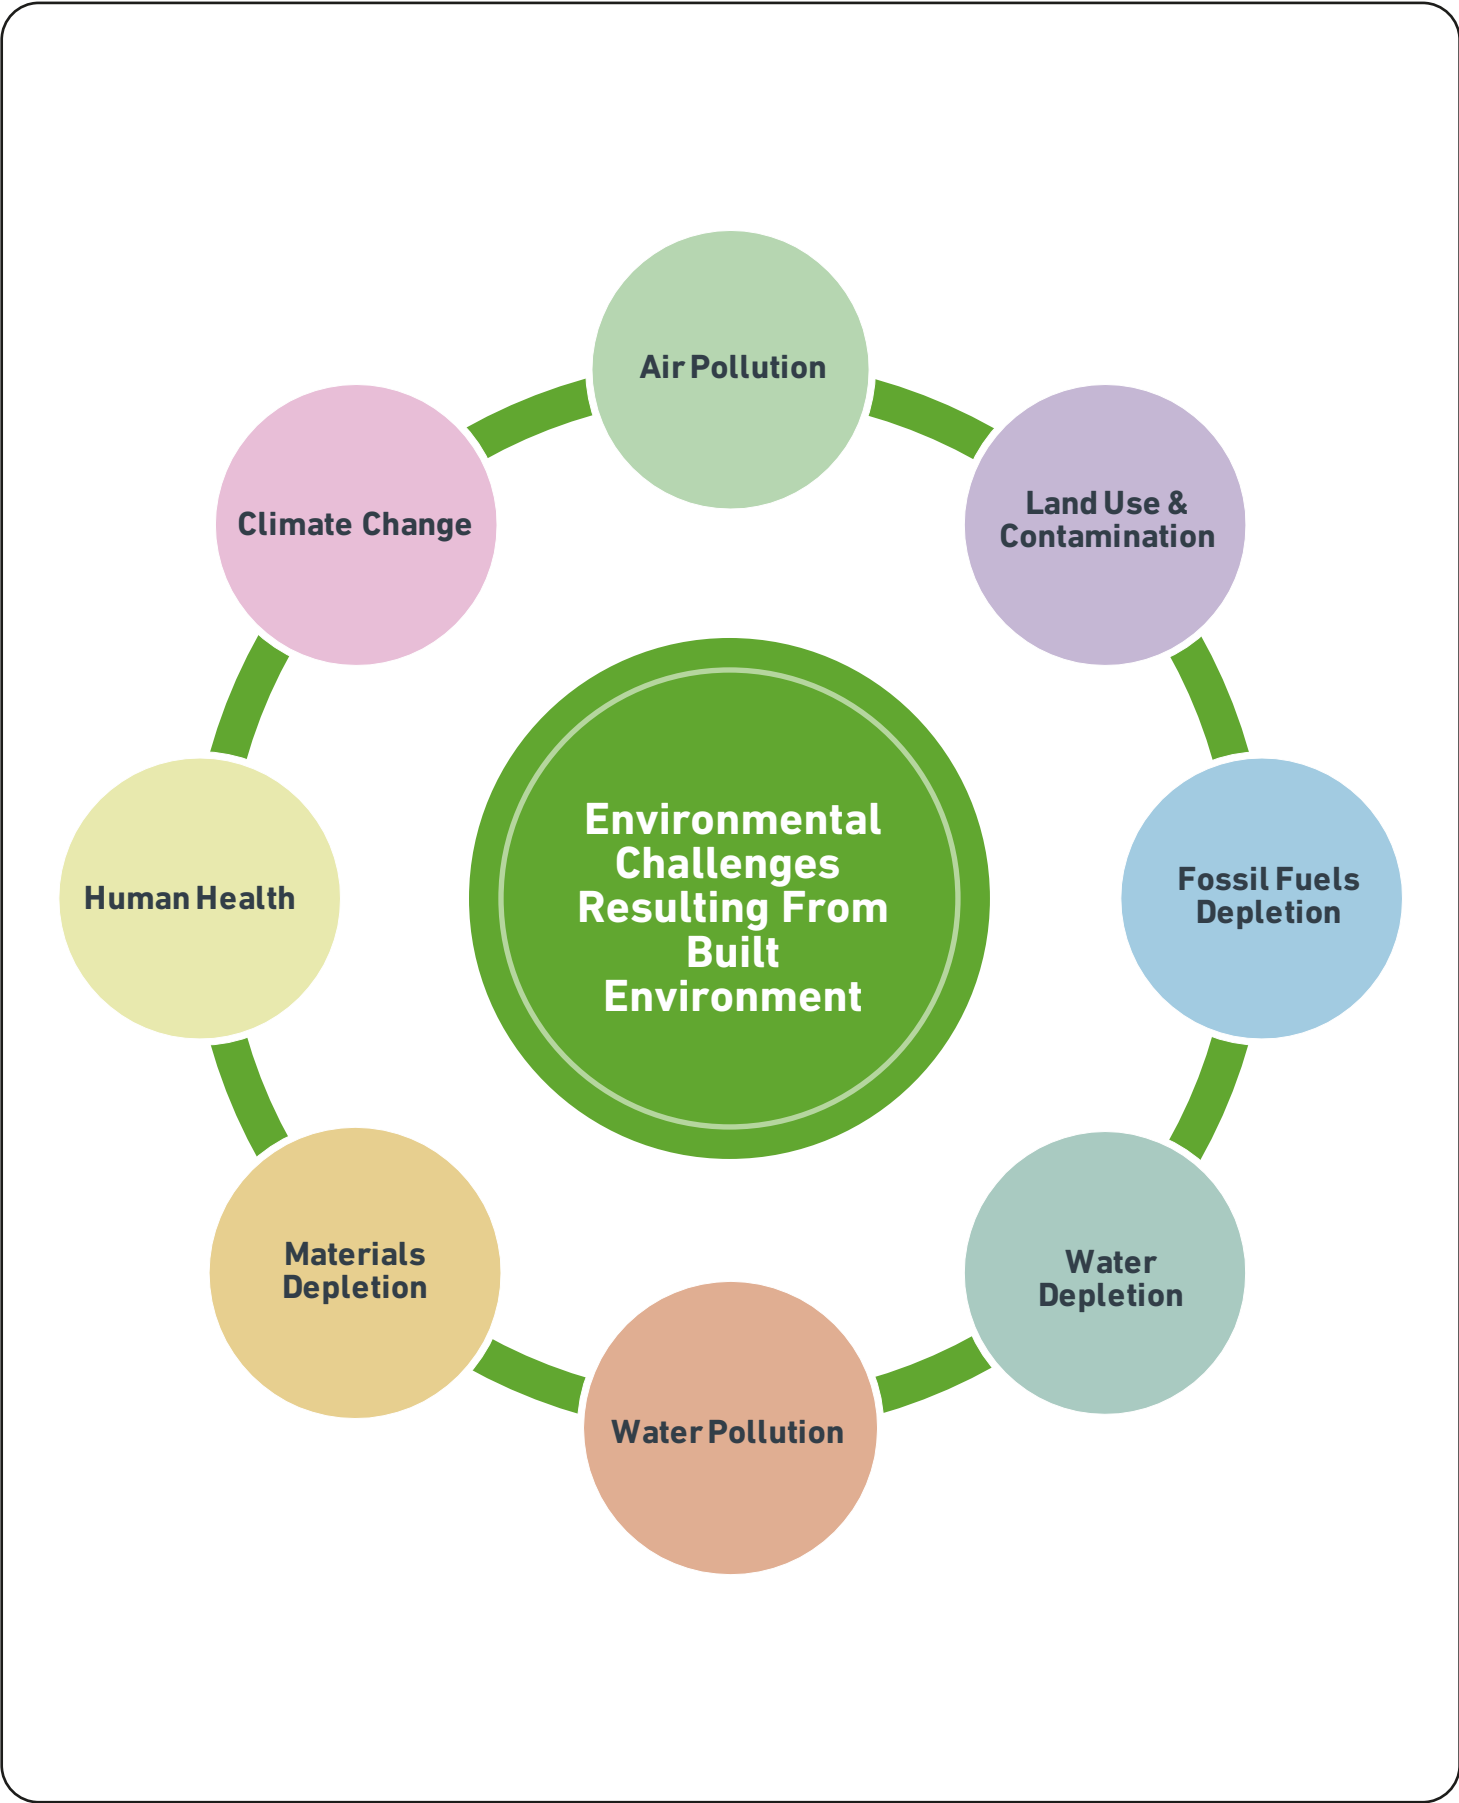 Air Pollution
Land Use &
Contamination
Fossil Fuels
Depletion
Water
Depletion
Water Pollution
Materials
Depletion
Human Health
Climate Change
Environmental
Challenges
Resulting From
Built
Environment